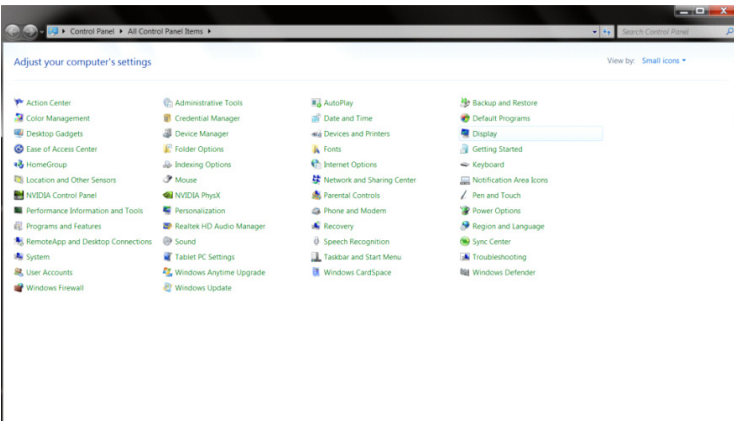 Control Panel ▸ All Control Panel Items ▸ Search Control Panel
Adjust your computer's settings View by: Small icons
Action Center Administrative Tools AutoPlay Backup and Restore
Color Management Credential Manager Date and Time Default Programs
Desktop Gadgets Device Manager Devices and Printers Display
Ease of Access Center Folder Options Fonts Getting Started
HomeGroup Indexing Options Internet Options Keyboard
Location and Other Sensors Mouse Network and Sharing Center Notification Area Icons
NVIDIA Control Panel NVIDIA PhysX Parental Controls Pen and Touch
Performance Information and Tools Personalization Phone and Modem Power Options
Programs and Features Realtek HD Audio Manager Recovery Region and Language
RemoteApp and Desktop Connections Sound Speech Recognition Sync Center
System Tablet PC Settings Taskbar and Start Menu Troubleshooting
User Accounts Windows Anytime Upgrade Windows CardSpace Windows Defender
Windows Firewall Windows Update